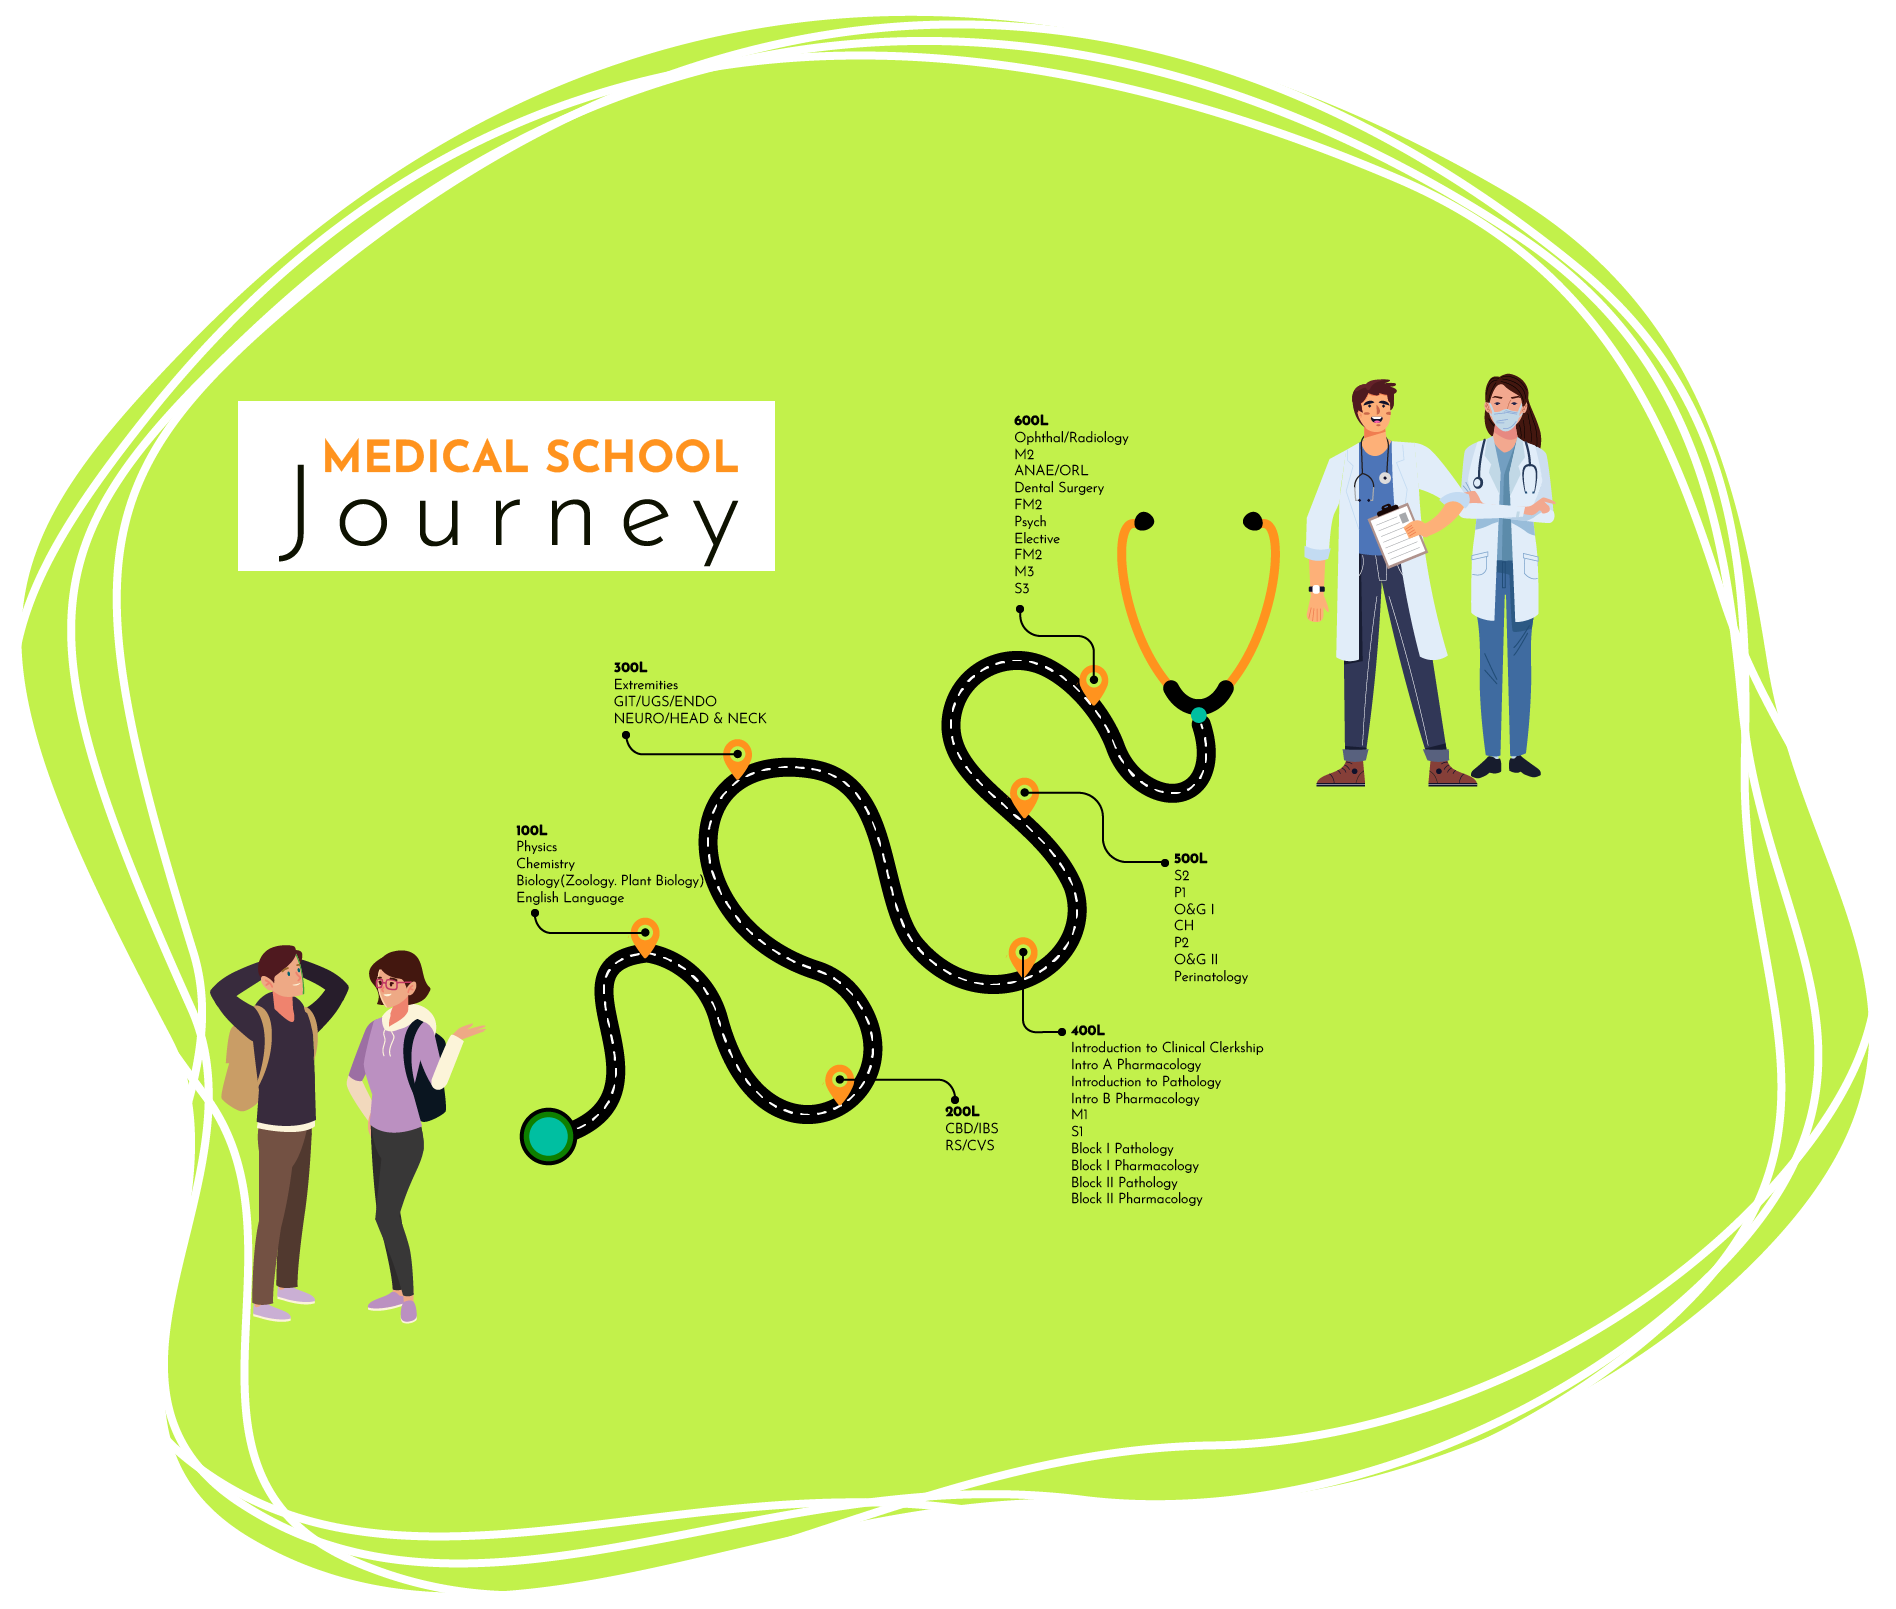 MEDICAL SCHOOL
Journey
100L
Physics
Chemistry
Biology(Zoology. Plant Biology)
English Language
200L
CBD/IBS
RS/CVS
300L
Extremities
GIT/UGS/ENDO
NEURO/HEAD & NECK
400L
Introduction to Clinical Clerkship
Intro A Pharmacology
Introduction to Pathology
Intro B Pharmacology
M1
S1
Block I Pathology
Block I Pharmacology
Block II Pathology
Block II Pharmacology
500L
S2
P1
O&G I
CH
P2
O&G II
Perinatology
600L
Ophthal/Radiology
M2
ANAE/ORL
Dental Surgery
FM2
Psych
Elective
FM2
M3
S3